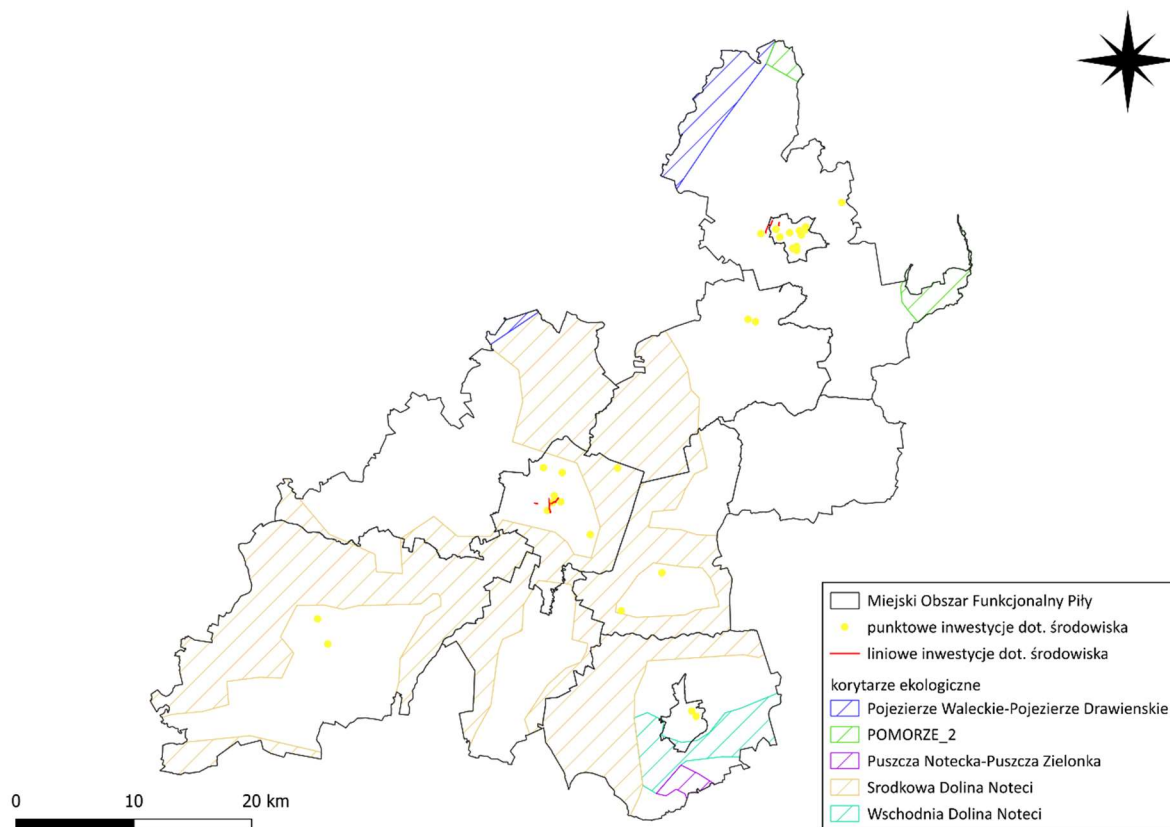 Miejski Obszar Funkcjonalny Piły
punktowe inwestycje dot. środowiska
liniowe inwestycje dot. środowiska
korytarze ekologiczne
Pojezierze Waleckie-Pojezierze Drawienskie
POMORZE_2
Puszcza Notecka-Puszcza Zielonka
Srodkowa Dolina Noteci
Wschodnia Dolina Noteci
0 10 20 km